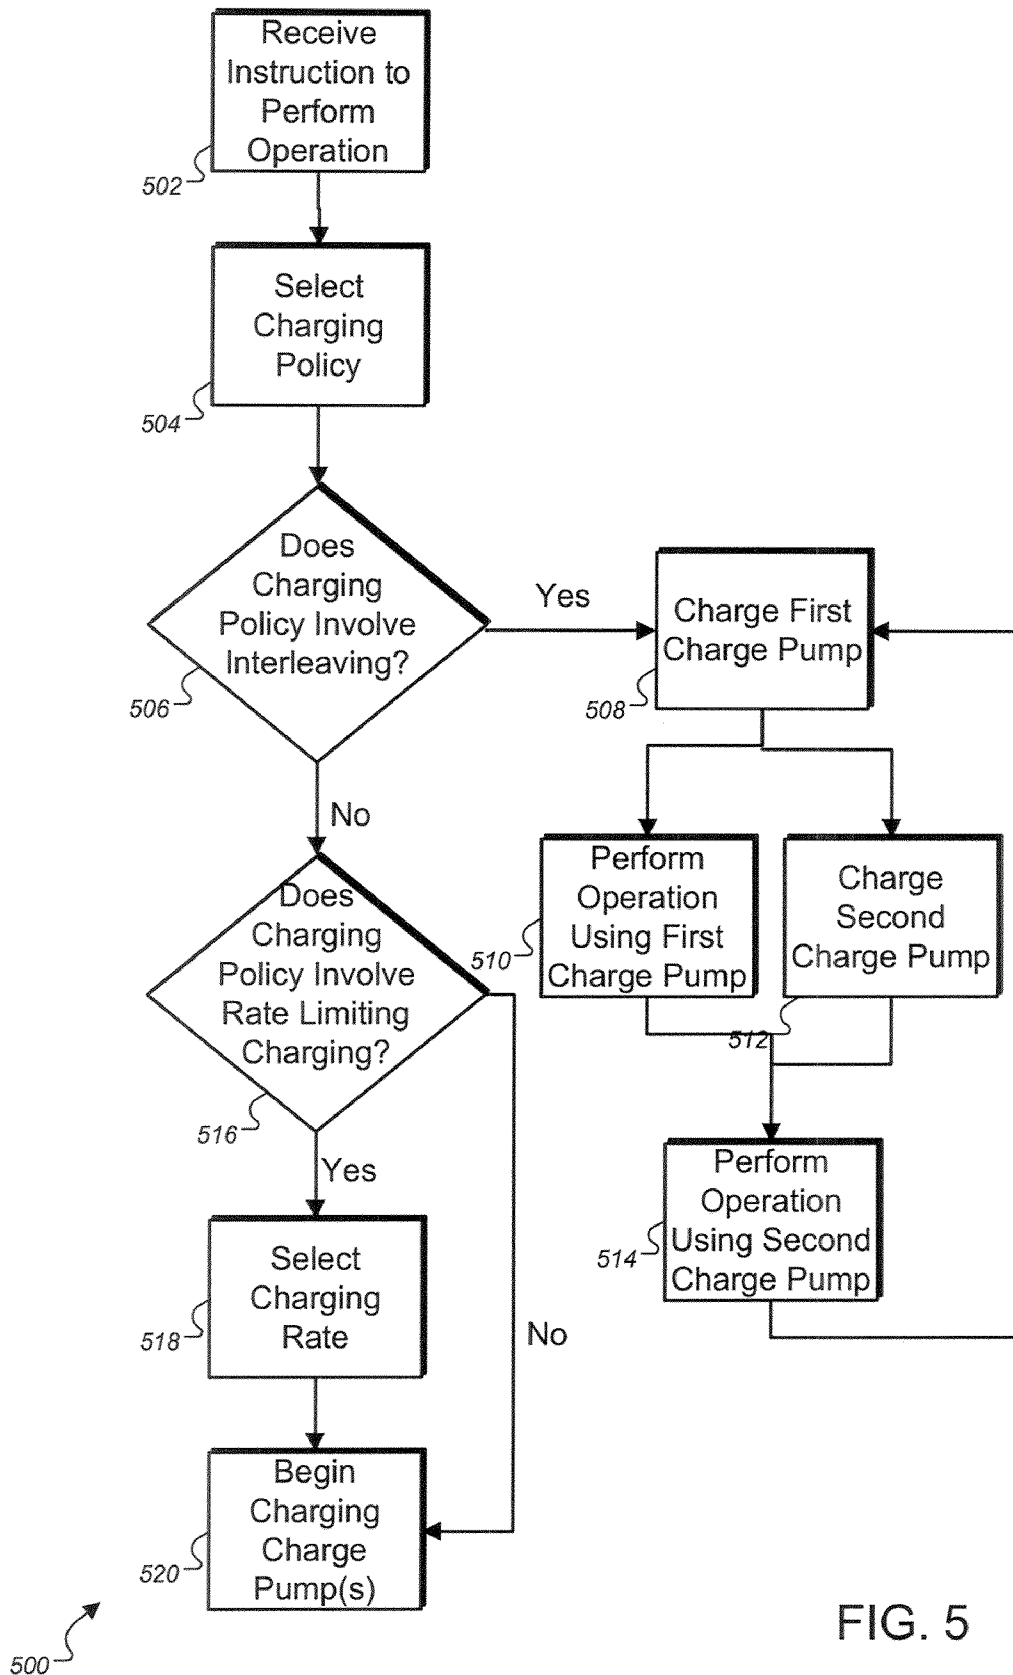 Receive
Instruction to
Perform
Operation
502
Select
Charging
Policy
504
Does
Charging
Policy Involve
Interleaving?
506
Yes
Charge First
Charge Pump
508
No
Perform
Operation
Using First
Charge Pump
510
Charge
Second
Charge Pump
512
Does
Charging
Policy Involve
Rate Limiting
Charging?
516
Yes
Perform
Operation
Using Second
Charge Pump
514
Select
Charging
Rate
518
No
Begin
Charging
Charge
Pump(s)
520
500
FIG. 5